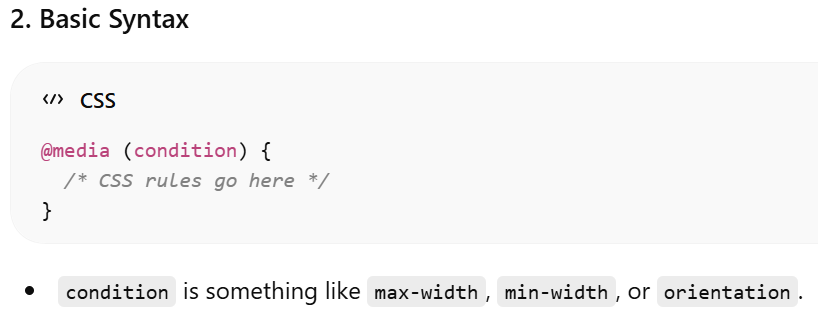 2. Basic Syntax
CSS
@media (condition) {
/* CSS rules go here */
}
condition is something like max-width, min-width, or orientation.